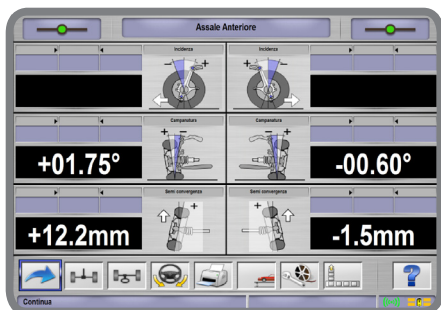 Assale Anteriore
Incidenza
Incidenza
Campanatura
Campanatura
+01.75°
-00.60°
Semi convergenza
Semi convergenza
+12.2mm
-1.5mm
?
Continua